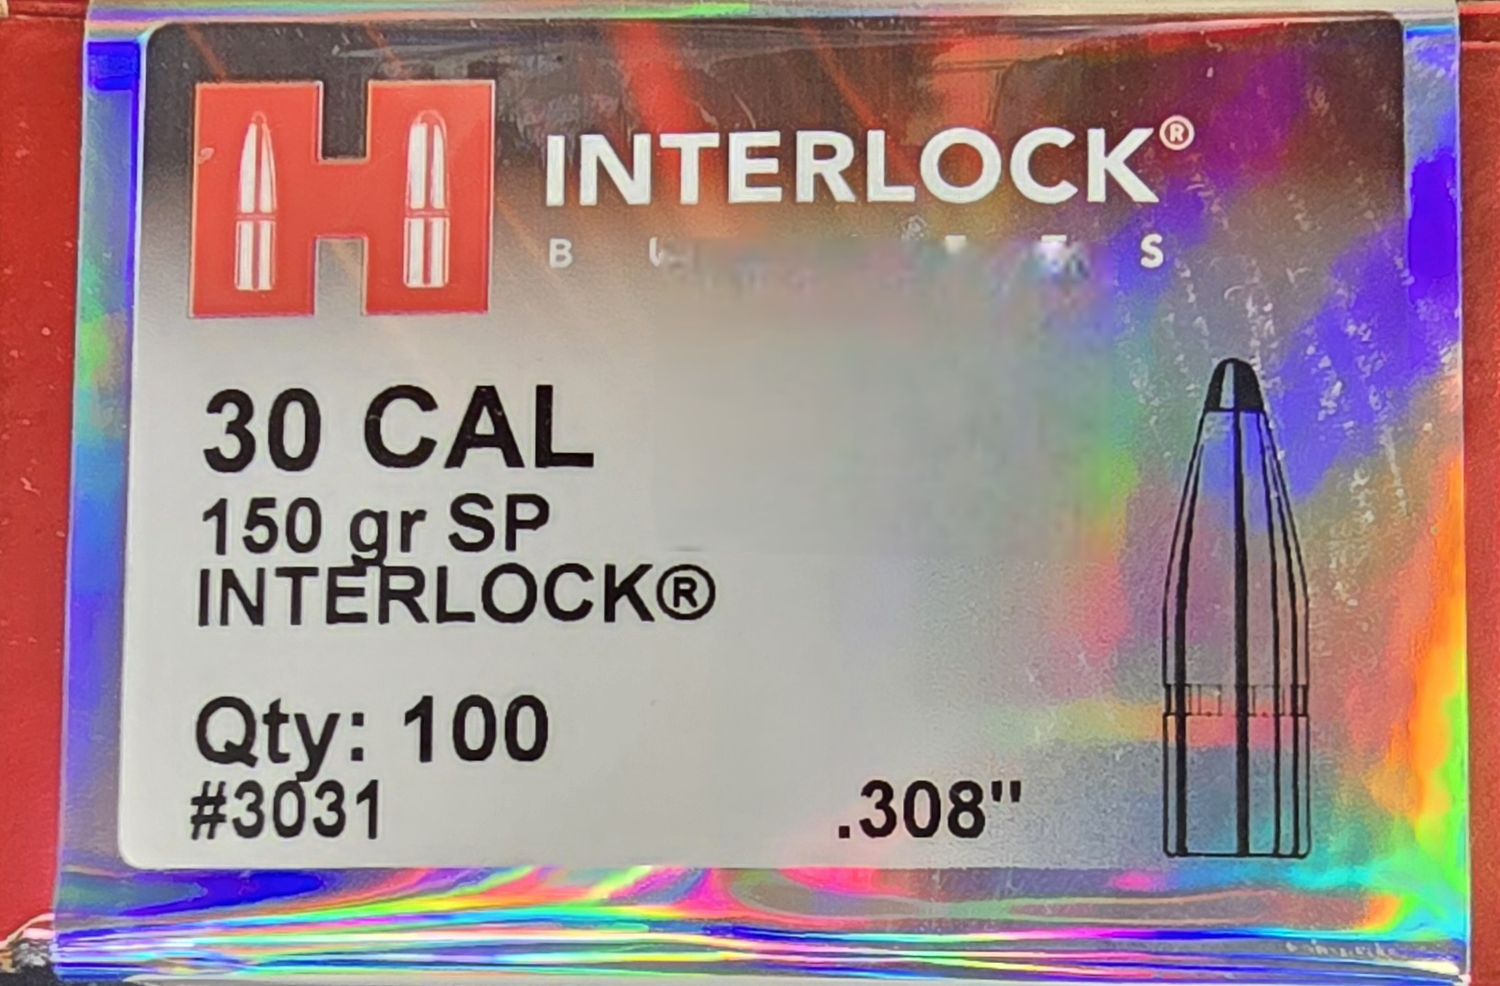 INTERLOCK®
30 CAL
150 gr SP
INTERLOCK®
Qty: 100
#3031
.308"